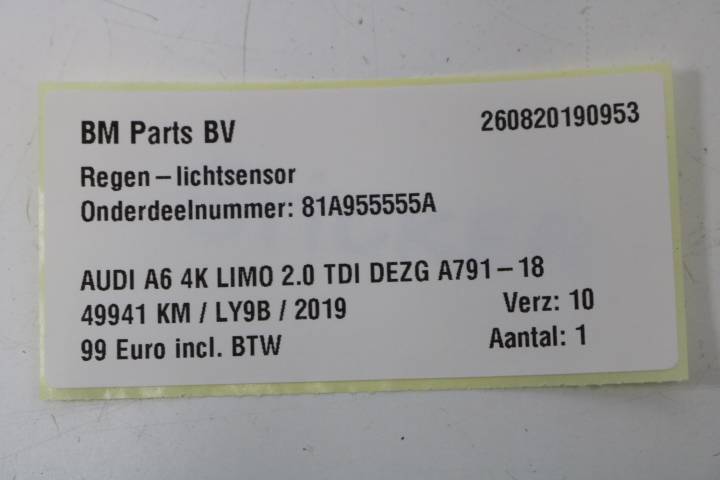 BM Parts BV 260820190953
Regen – lichtsensor
Onderdeelnummer: 81A955555A
AUDI A6 4K LIMO 2.0 TDI DEZG A791 – 18
49941 KM / LY9B / 2019 Verz: 10
99 Euro incl. BTW Aantal: 1